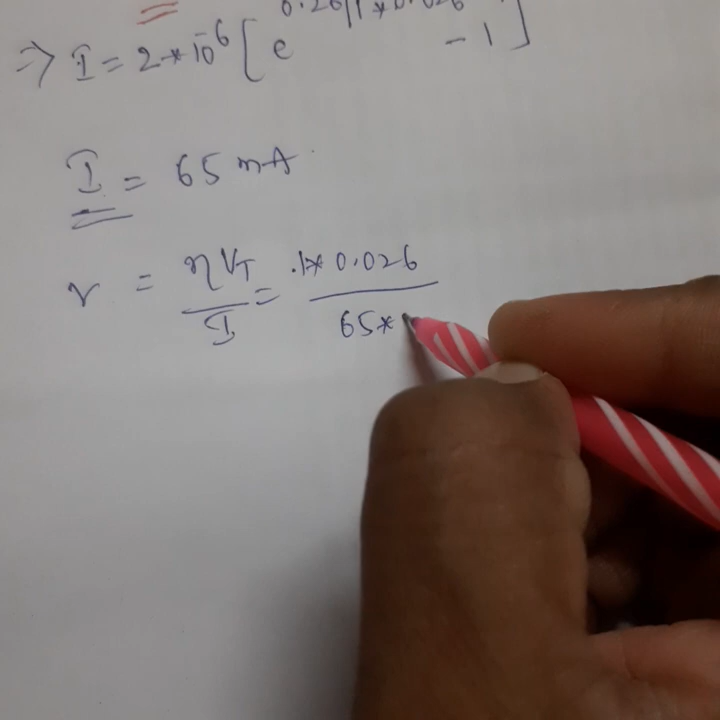 ⇒ I = 2*10^-6 [e^0.26/1*0.026 - 1]
I = 65 mA
r = ηV_T/I = 1*0.026/65*